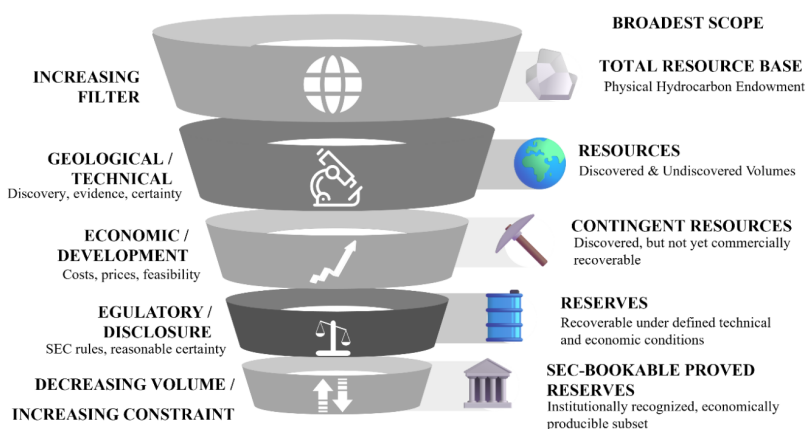 BROADEST SCOPE
INCREASING
FILTER
TOTAL RESOURCE BASE
Physical Hydrocarbon Endowment
GEOLOGICAL /
TECHNICAL
Discovery, evidence, certainty
RESOURCES
Discovered & Undiscovered Volumes
ECONOMIC /
DEVELOPMENT
Costs, prices, feasibility
CONTINGENT RESOURCES
Discovered, but not yet commercially
recoverable
EGULATORY /
DISCLOSURE
SEC rules, reasonable certainty
RESERVES
Recoverable under defined technical
and economic conditions
DECREASING VOLUME /
INCREASING CONSTRAINT
SEC-BOOKABLE PROVED
RESERVES
Institutionally recognized, economically
producible subset